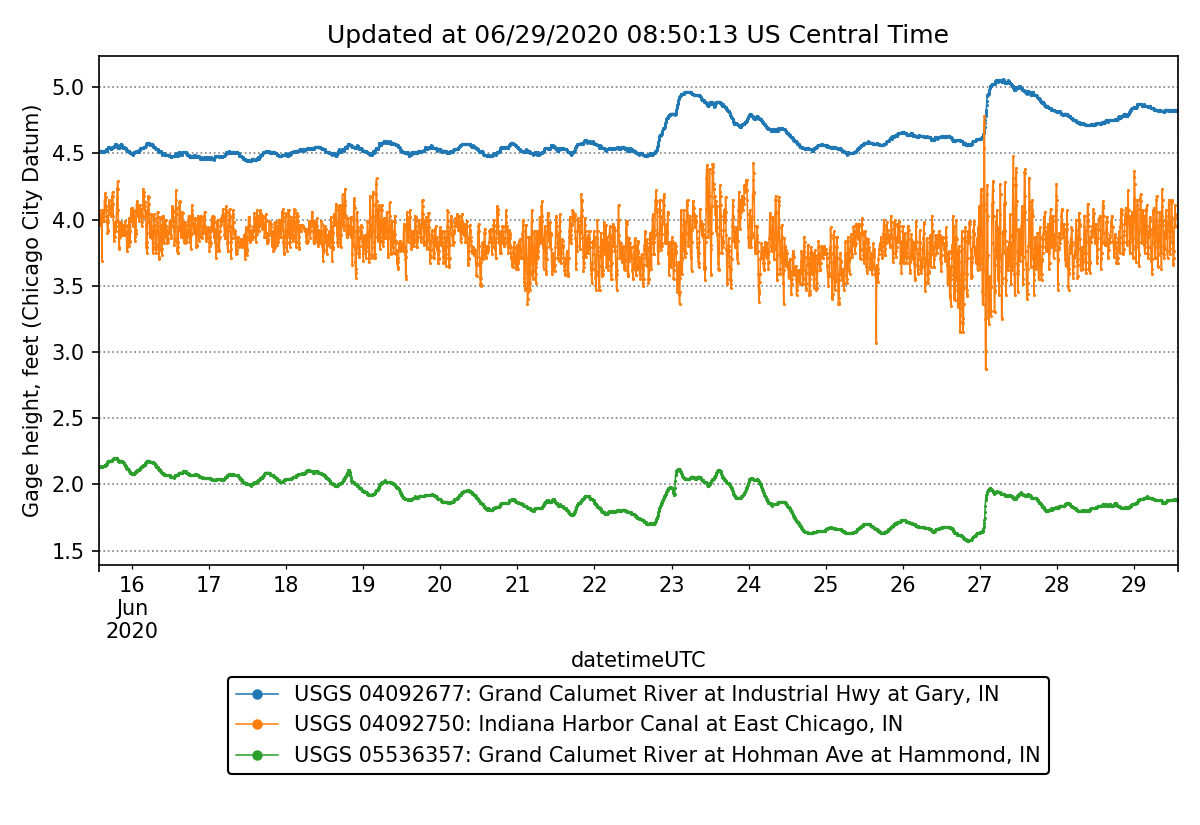 Updated at 06/29/2020 08:50:13 US Central Time
Gage height, feet (Chicago City Datum)
5.0
4.5
4.0
3.5
3.0
2.5
2.0
1.5
16 17 18 19 20 21 22 23 24 25 26 27 28 29
Jun
2020
datetimeUTC
USGS 04092677: Grand Calumet River at Industrial Hwy at Gary, IN
USGS 04092750: Indiana Harbor Canal at East Chicago, IN
USGS 05536357: Grand Calumet River at Hohman Ave at Hammond, IN